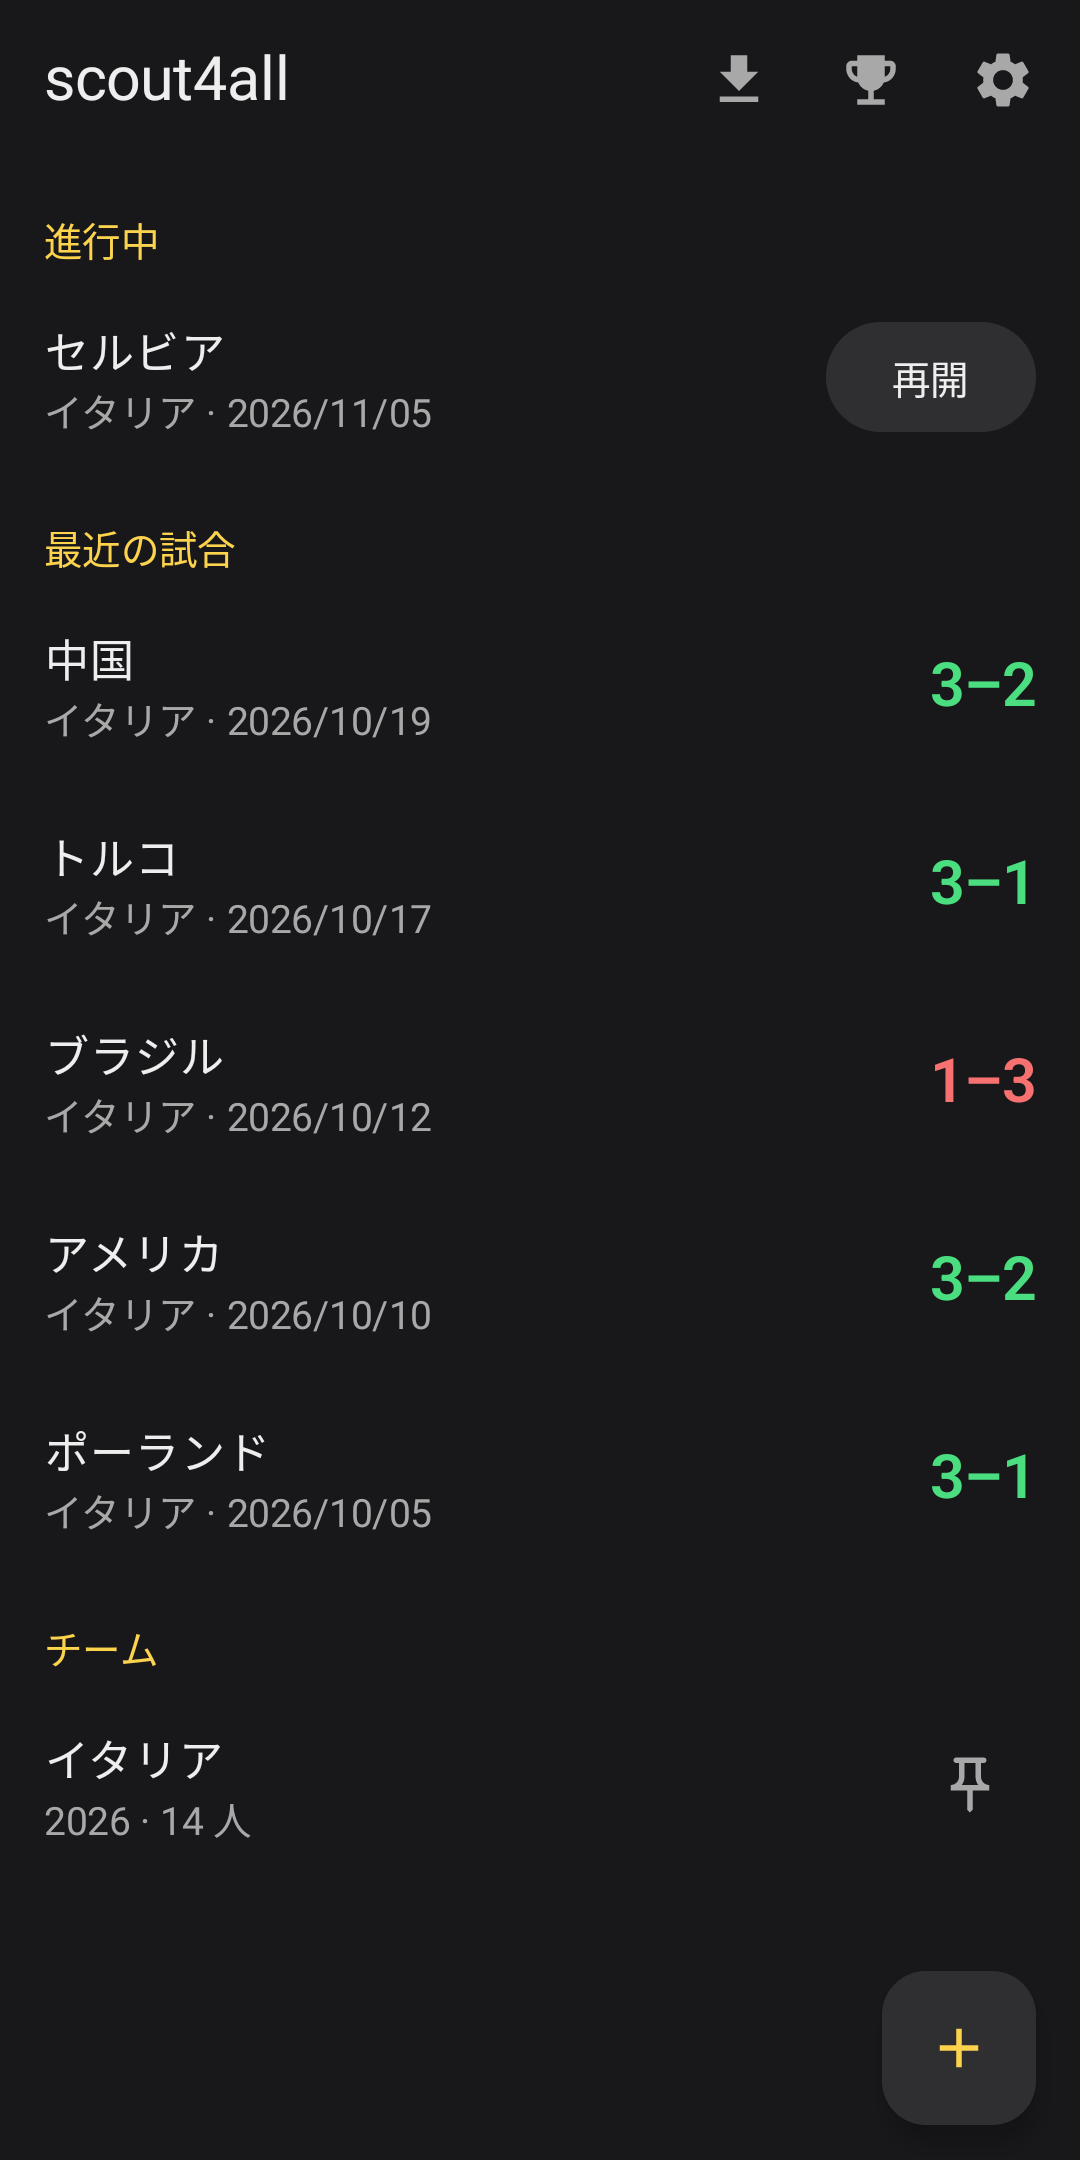 scout4all
進行中
セルビア
イタリア · 2026/11/05
再開
最近の試合
中国
イタリア · 2026/10/19
3–2
トルコ
イタリア · 2026/10/17
3–1
ブラジル
イタリア · 2026/10/12
1–3
アメリカ
イタリア · 2026/10/10
3–2
ポーランド
イタリア · 2026/10/05
3–1
チーム
イタリア
2026 · 14 人